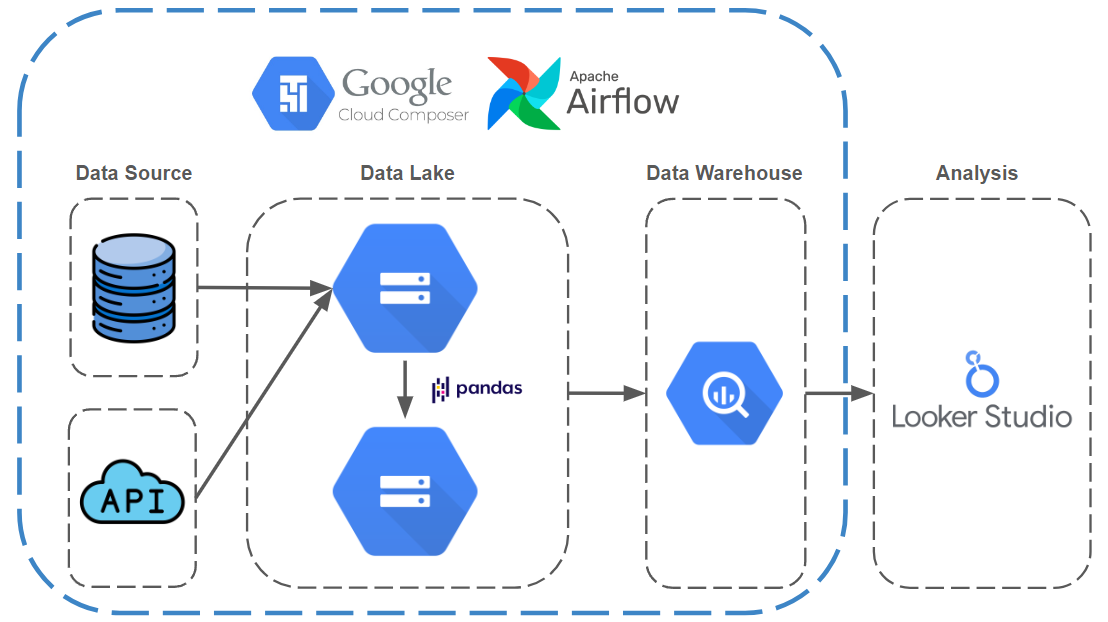 Google
Cloud Composer
Apache
Airflow
Data Source
Data Lake
Data Warehouse
Analysis
pandas
API
Looker Studio